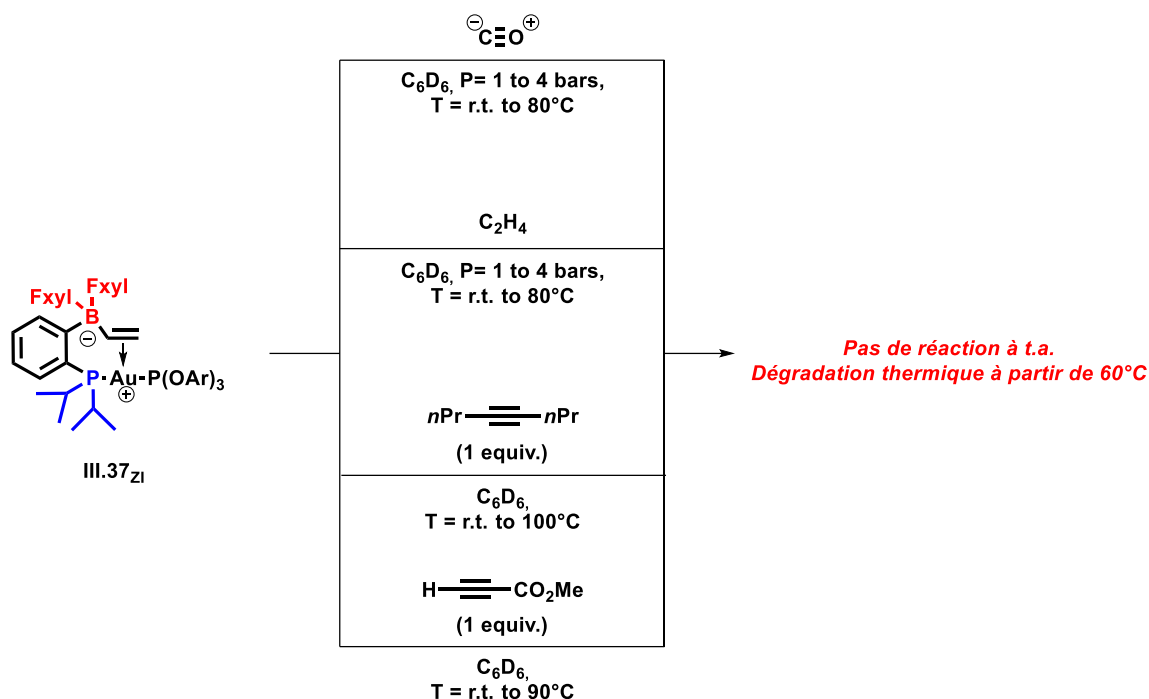 ⊖C≡O⊕
C6D6, P= 1 to 4 bars,
T = r.t. to 80°C
C2H4
C6D6, P= 1 to 4 bars,
T = r.t. to 80°C
Fxyl
Fxyl
B
⊖
P Au P(OAr)3
⊕
III.37ZI
nPr nPr
(1 equiv.)
C6D6,
T = r.t. to 100°C
H CO2Me
(1 equiv.)
C6D6,
T = r.t. to 90°C
Pas de réaction à t.a.
Dégradation thermique à partir de 60°C